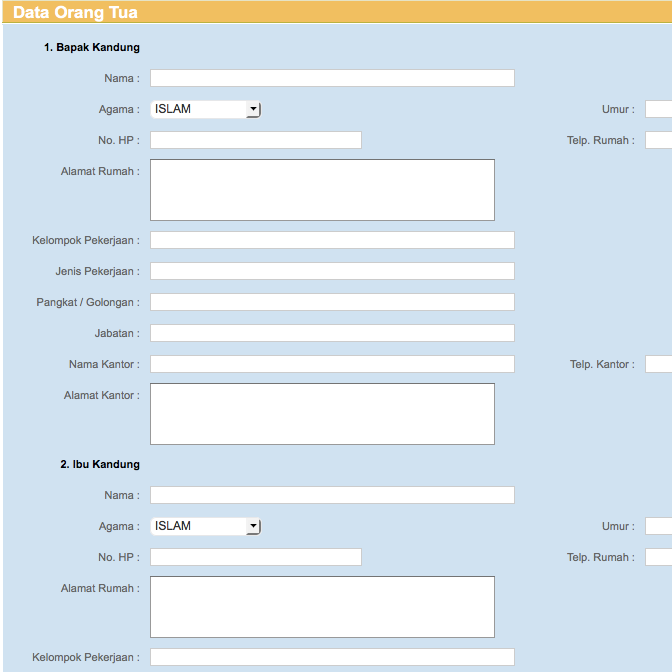 Data Orang Tua
1. Bapak Kandung
Nama :
Agama : ISLAM Umur :
No. HP : Telp. Rumah :
Alamat Rumah :
Kelompok Pekerjaan :
Jenis Pekerjaan :
Pangkat / Golongan :
Jabatan :
Nama Kantor : Telp. Kantor :
Alamat Kantor :
2. Ibu Kandung
Nama :
Agama : ISLAM Umur :
No. HP : Telp. Rumah :
Alamat Rumah :
Kelompok Pekerjaan :